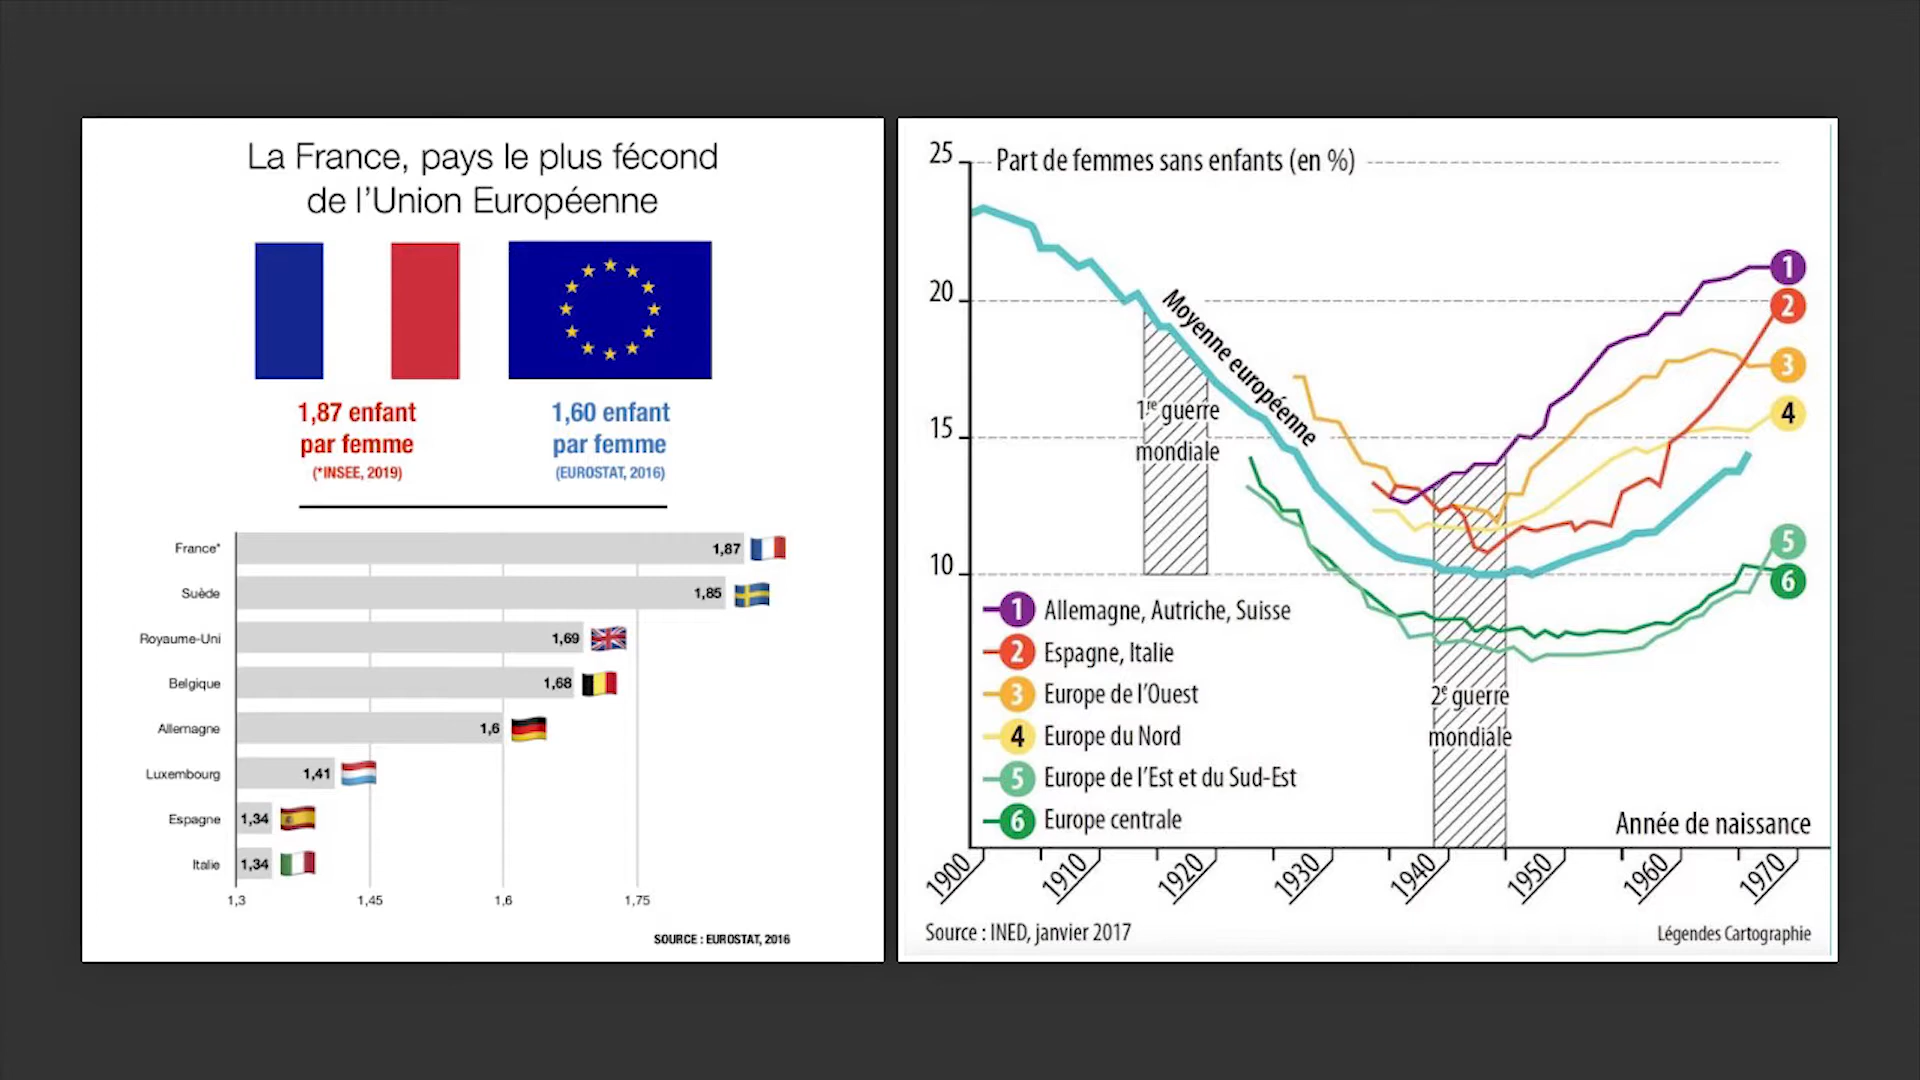 La France, pays le plus fécond
de l'Union Européenne
1,87 enfant
par femme
(*INSEE, 2019)
1,60 enfant
par femme
(EUROSTAT, 2016)
France*
1,87
Suède
1,85
Royaume-Uni
1,69
Belgique
1,68
Allemagne
1,6
Luxembourg
1,41
Espagne
1,34
Italie
1,34
1,3
1,45
1,6
1,75
SOURCE : EUROSTAT, 2016
Part de femmes sans enfants (en %)
25
20
15
10
Moyenne européenne
1re guerre
mondiale
2e guerre
mondiale
1
2
3
4
5
6
1 Allemagne, Autriche, Suisse
2 Espagne, Italie
3 Europe de l'Ouest
4 Europe du Nord
5 Europe de l'Est et du Sud-Est
6 Europe centrale
Année de naissance
1900
1910
1920
1930
1940
1950
1960
1970
Source : INED, janvier 2017
Légendes Cartographie